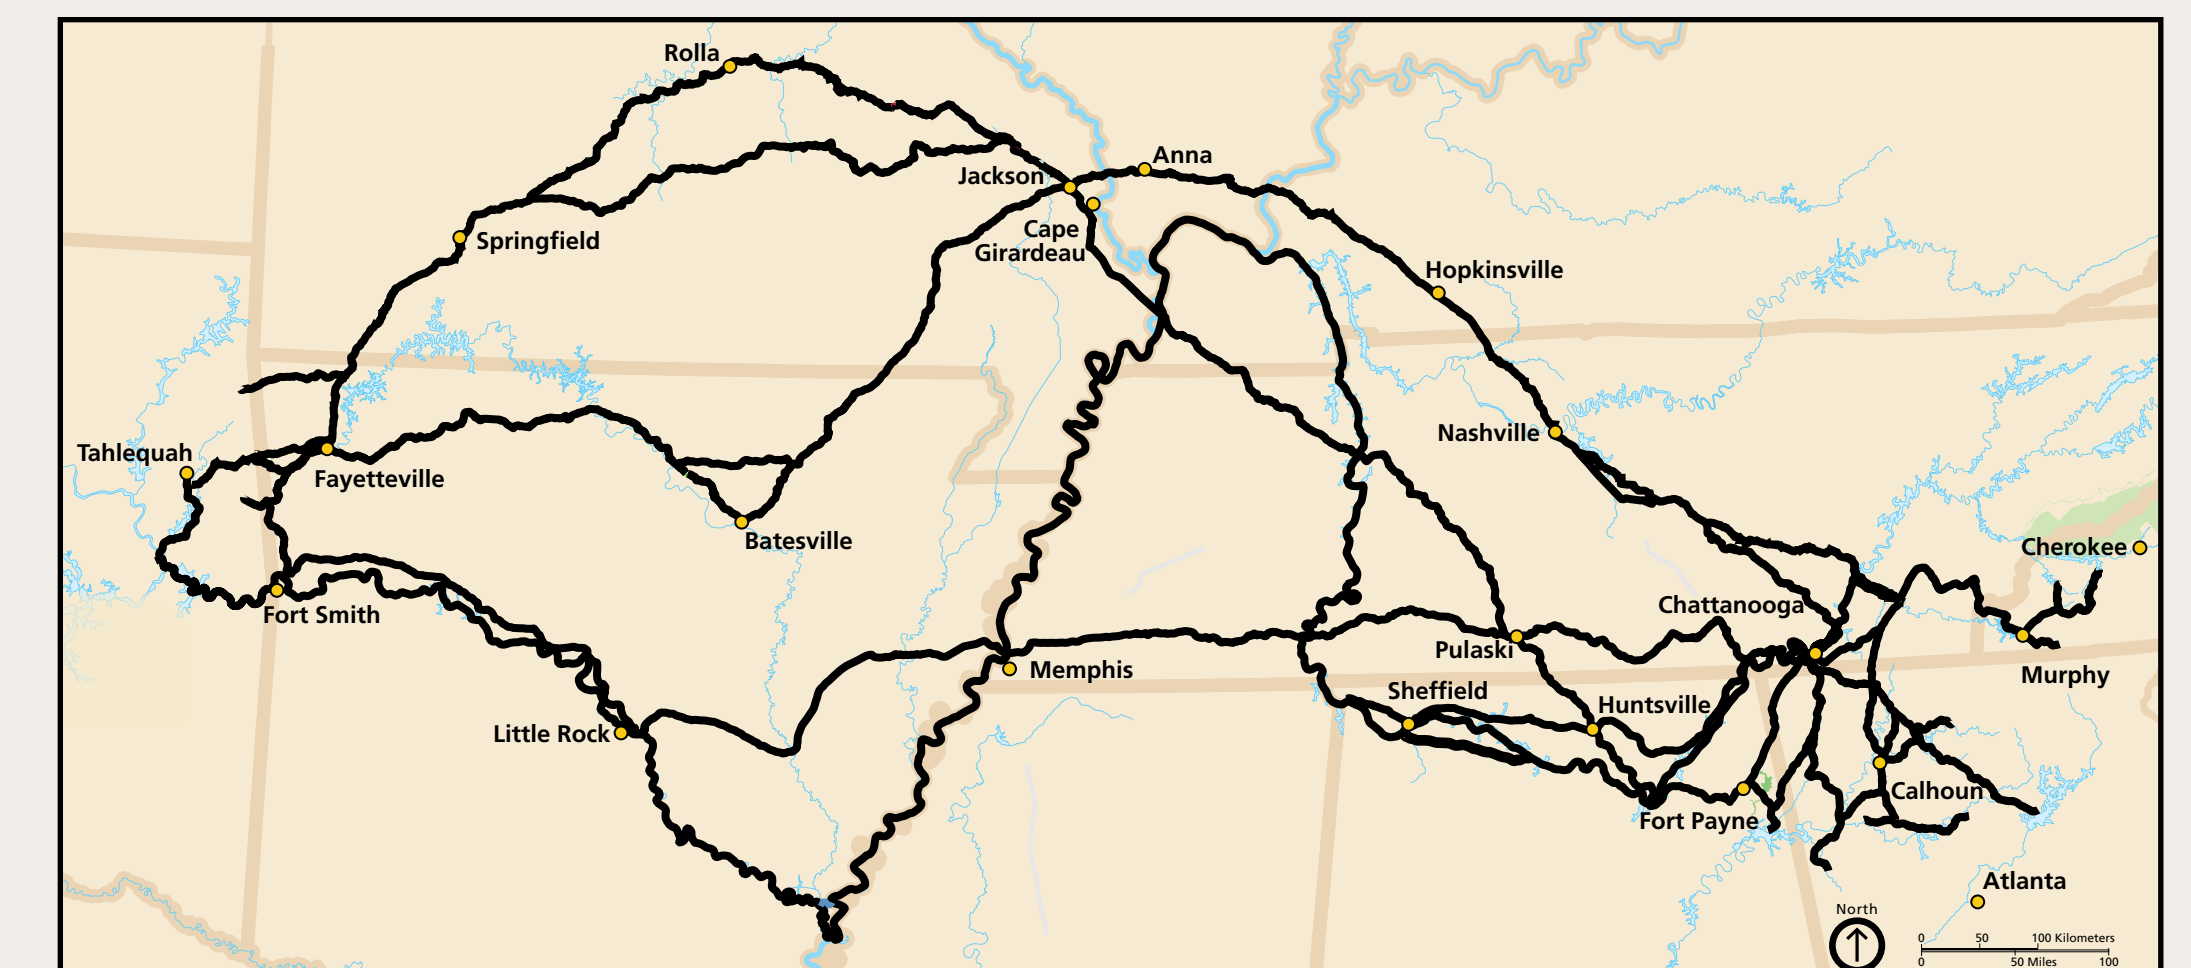 Rolla
Anna
Jackson
Cape
Girardeau
Springfield
Hopkinsville
Nashville
Tahlequah
Fayetteville
Batesville
Cherokee
Fort Smith
Chattanooga
Pulaski
Memphis
Murphy
Sheffield
Huntsville
Little Rock
Calhoun
Fort Payne
Atlanta
North
0 50 100 Kilometers
0 50 Miles 100